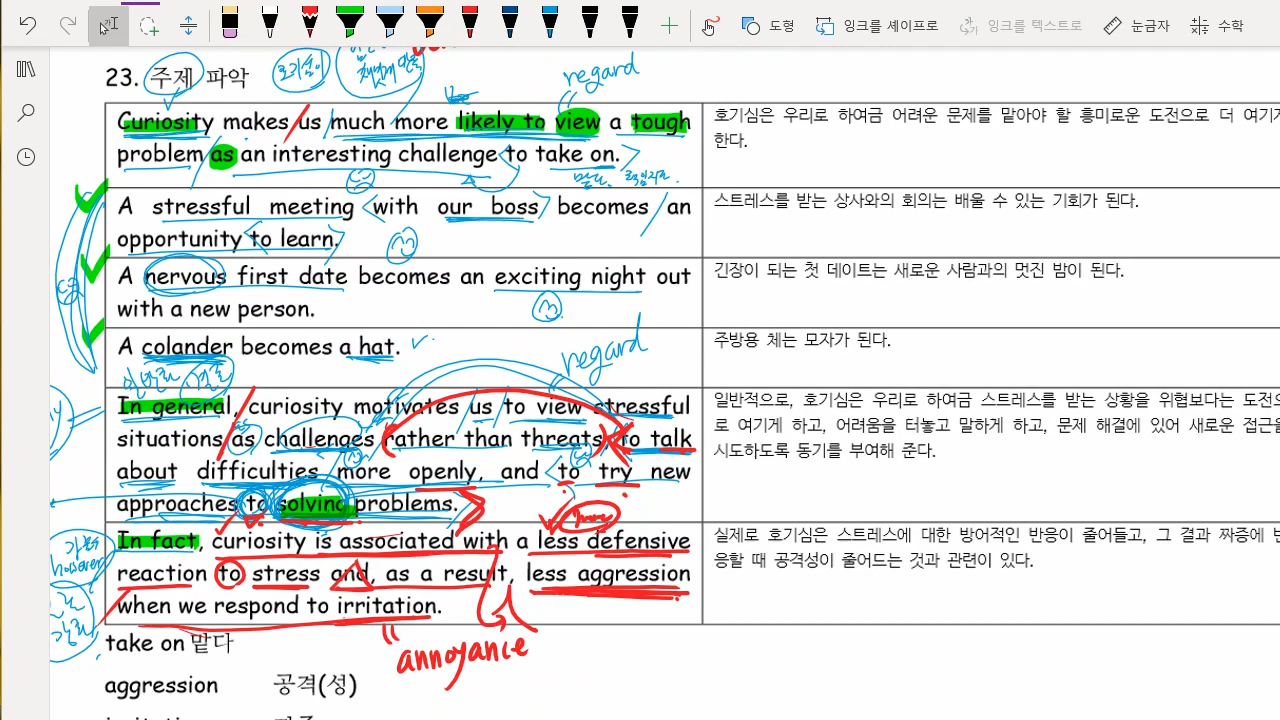 도형 잉크를 셰이프로 잉크를 텍스트로 눈금자 수학
23. 주제 파악
호기심이
regard
Curiosity makes us much more likely to view a tough
problem as an interesting challenge to take on.
호기심은 우리로 하여금 어려운 문제를 맡아야 할 흥미로운 도전으로 더 여기게
한다.
맡다
A stressful meeting with our boss becomes an
opportunity to learn.
스트레스를 받는 상사와의 회의는 배울 수 있는 기회가 된다.
A nervous first date becomes an exciting night out
with a new person.
긴장이 되는 첫 데이트는 새로운 사람과의 멋진 밤이 된다.
A colander becomes a hat.
주방용 체는 모자가 된다.
regard
In general, curiosity motivates us to view stressful
situations as challenges rather than threats, to talk
about difficulties more openly, and to try new
approaches to solving problems.
일반적으로, 호기심은 우리로 하여금 스트레스를 받는 상황을 위협보다는 도전으
로 여기게 하고, 어려움을 터놓고 말하게 하고, 문제 해결에 있어 새로운 접근을
시도하도록 동기를 부여해 준다.
more
In fact, curiosity is associated with a less defensive
reaction to stress and, as a result, less aggression
when we respond to irritation.
실제로 호기심은 스트레스에 대한 방어적인 반응이 줄어들고, 그 결과 짜증에 반
응할 때 공격성이 줄어드는 것과 관련이 있다.
강조
however
annoyance
take on 맡다
aggression 공격(성)